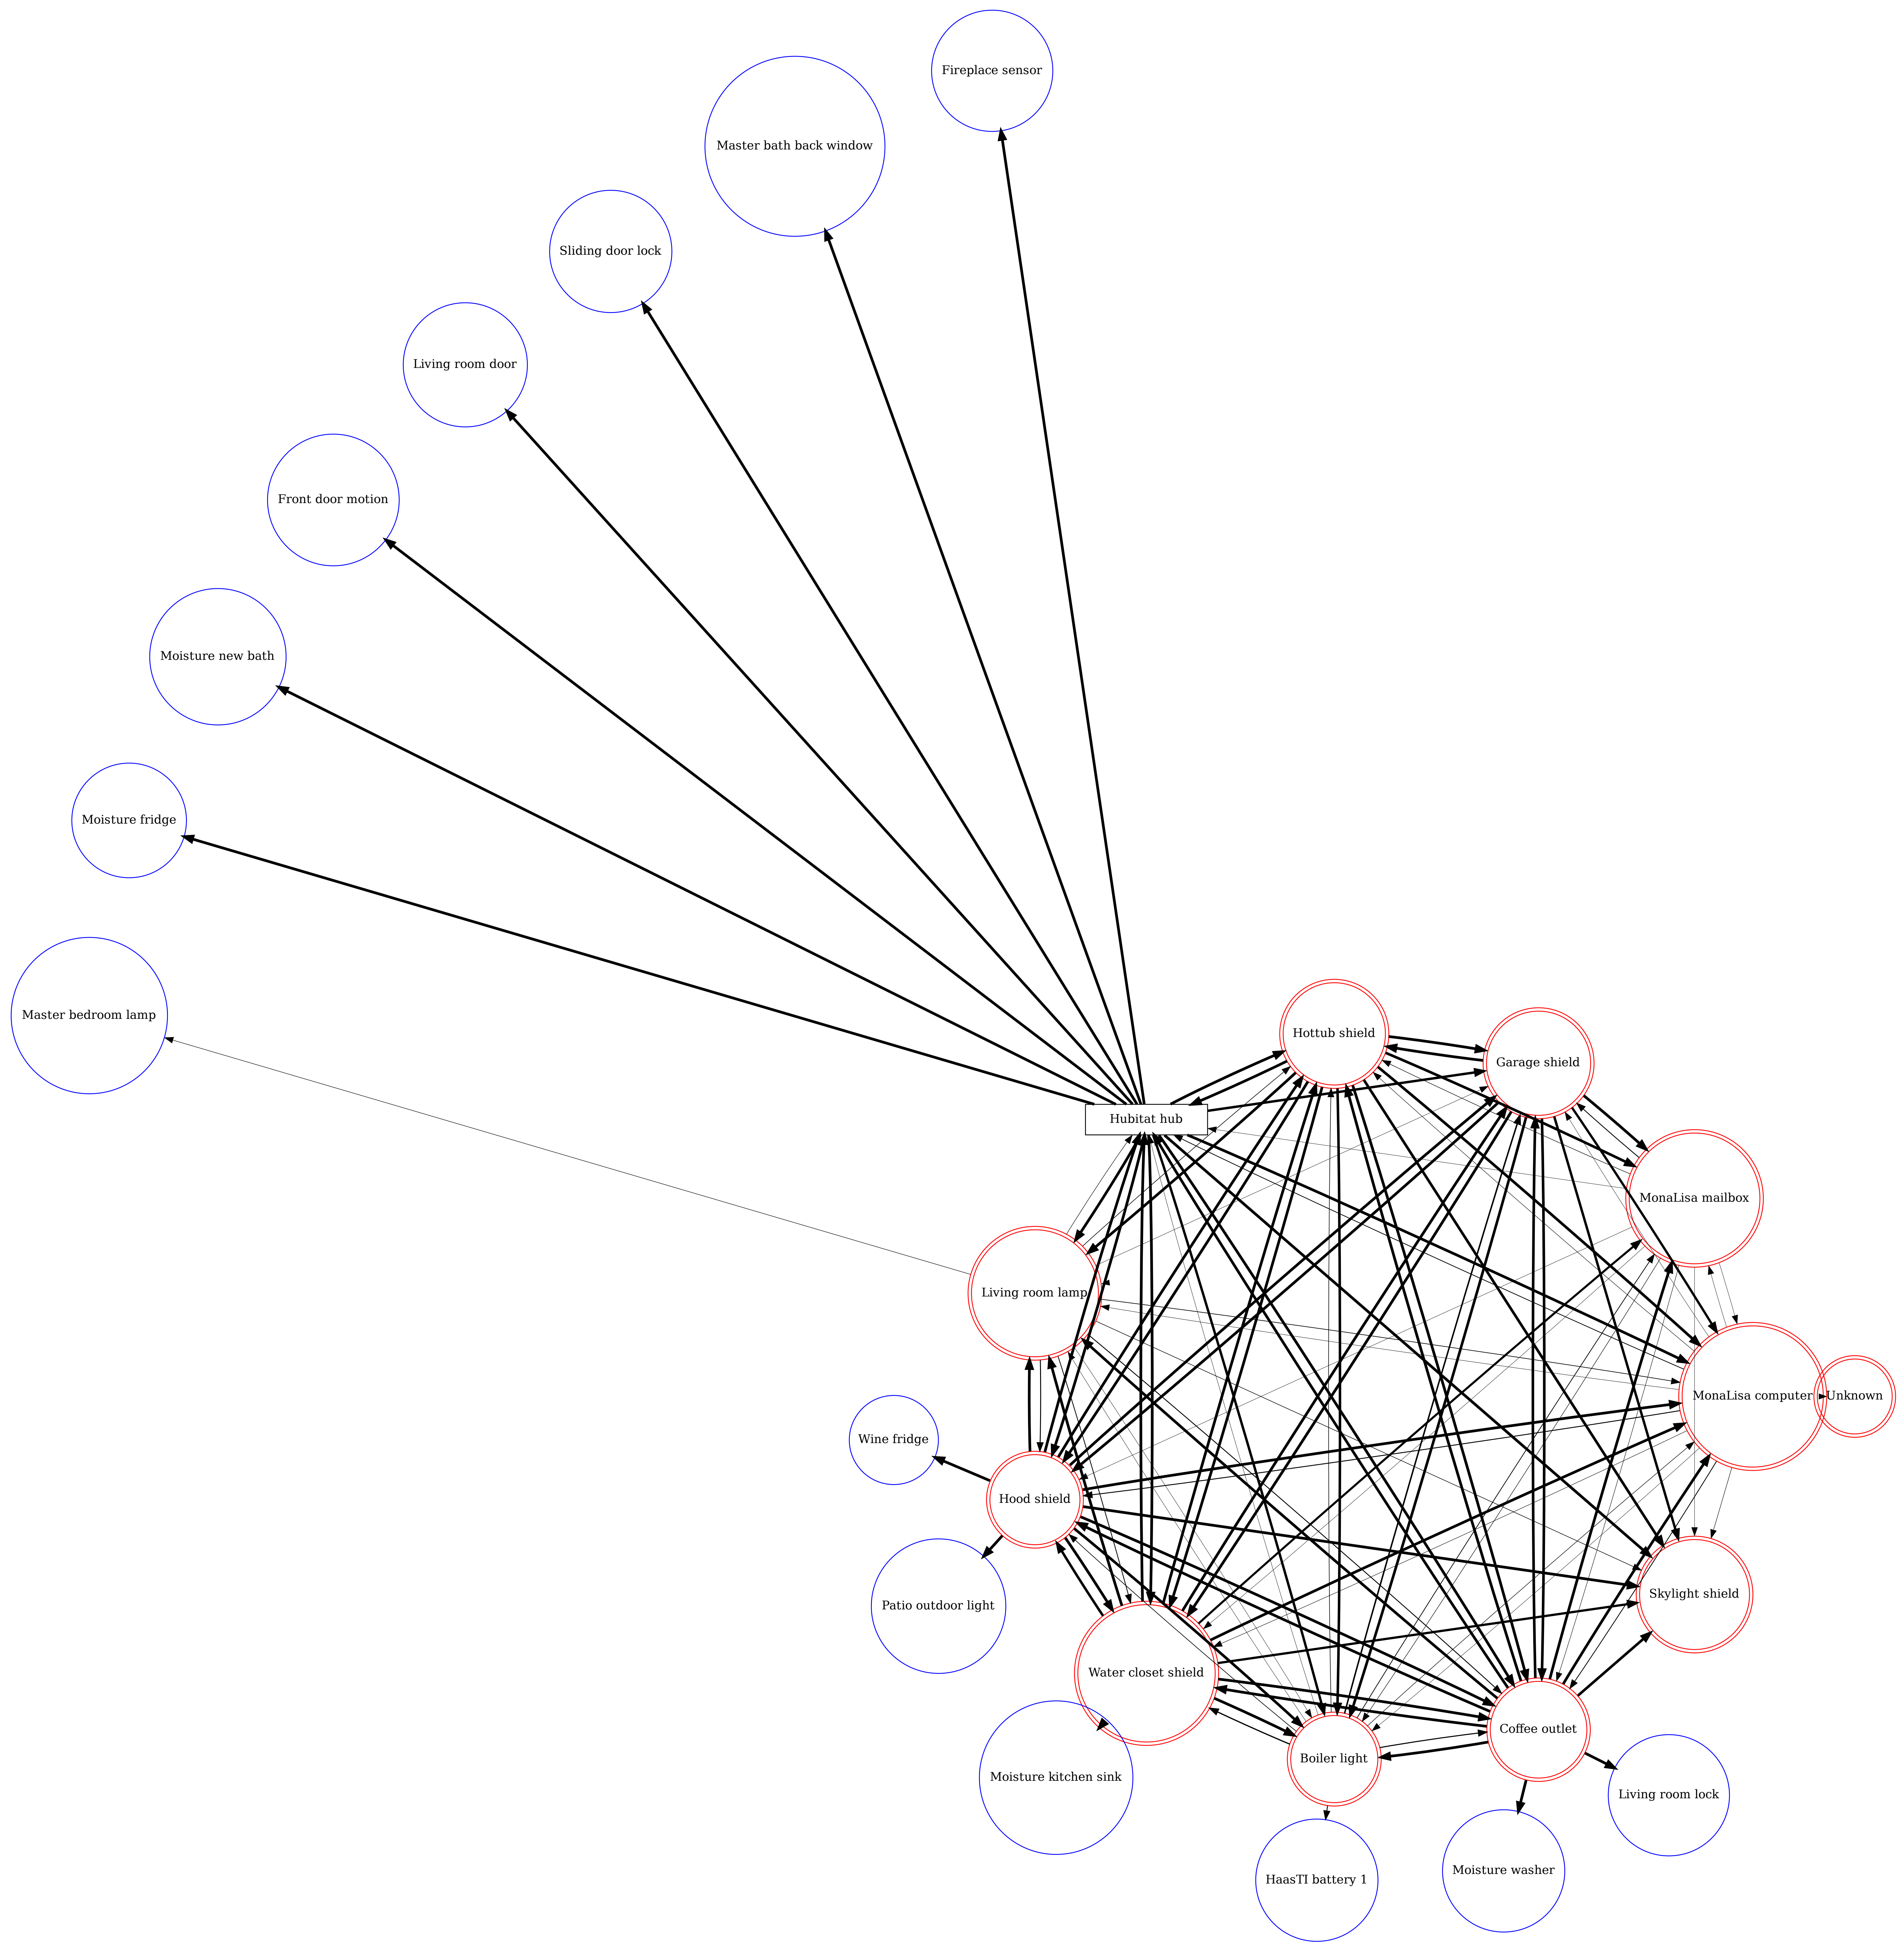 Fireplace sensor
Master bath back window
Sliding door lock
Living room door
Front door motion
Moisture new bath
Moisture fridge
Master bedroom lamp
Hottub shield
Garage shield
Hubitat hub
MonaLisa mailbox
Living room lamp
MonaLisa computer
Unknown
Wine fridge
Hood shield
Skylight shield
Patio outdoor light
Water closet shield
Coffee outlet
Boiler light
Moisture kitchen sink
Living room lock
Moisture washer
HaasTI battery 1